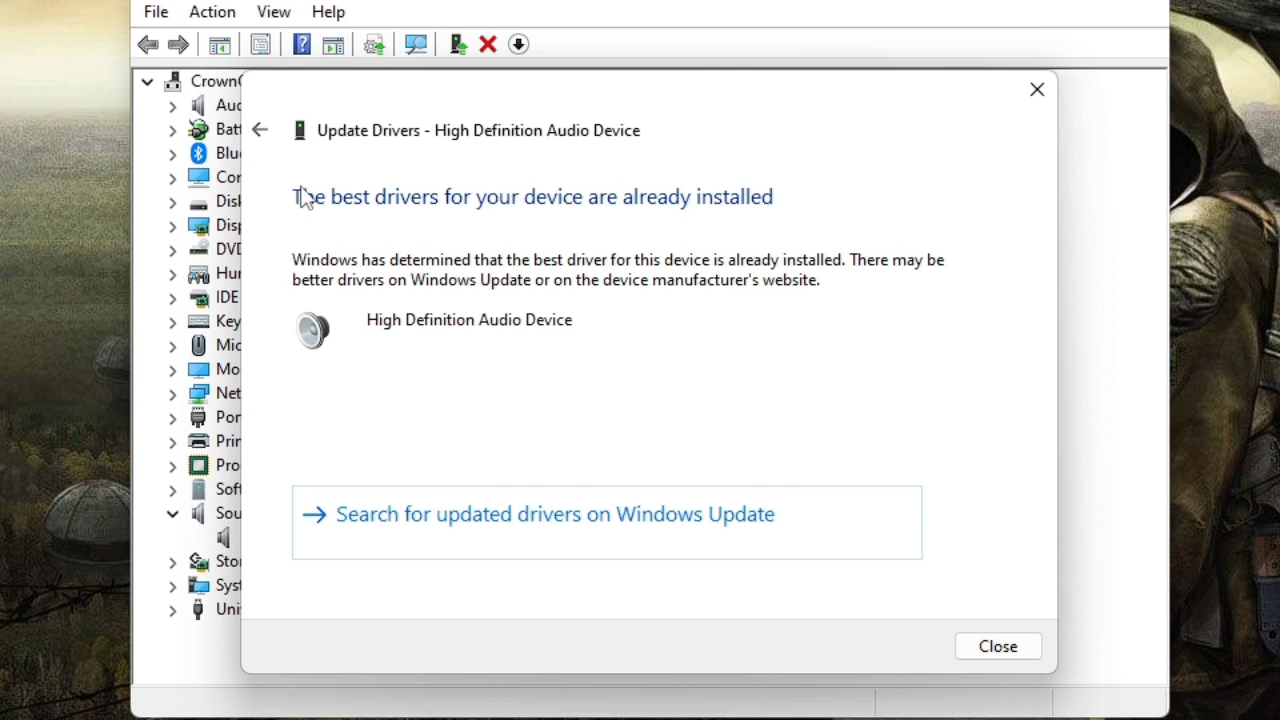 File Action View Help
Update Drivers - High Definition Audio Device
The best drivers for your device are already installed
Windows has determined that the best driver for this device is already installed. There may be
better drivers on Windows Update or on the device manufacturer's website.
High Definition Audio Device
Search for updated drivers on Windows Update
Close
Crown
Aud
Batt
Blu
Con
Disk
Disp
DVD
Hum
IDE
Key
Mic
Mo
Net
Por
Prin
Pro
Soft
Sou
Stor
Syst
Uni